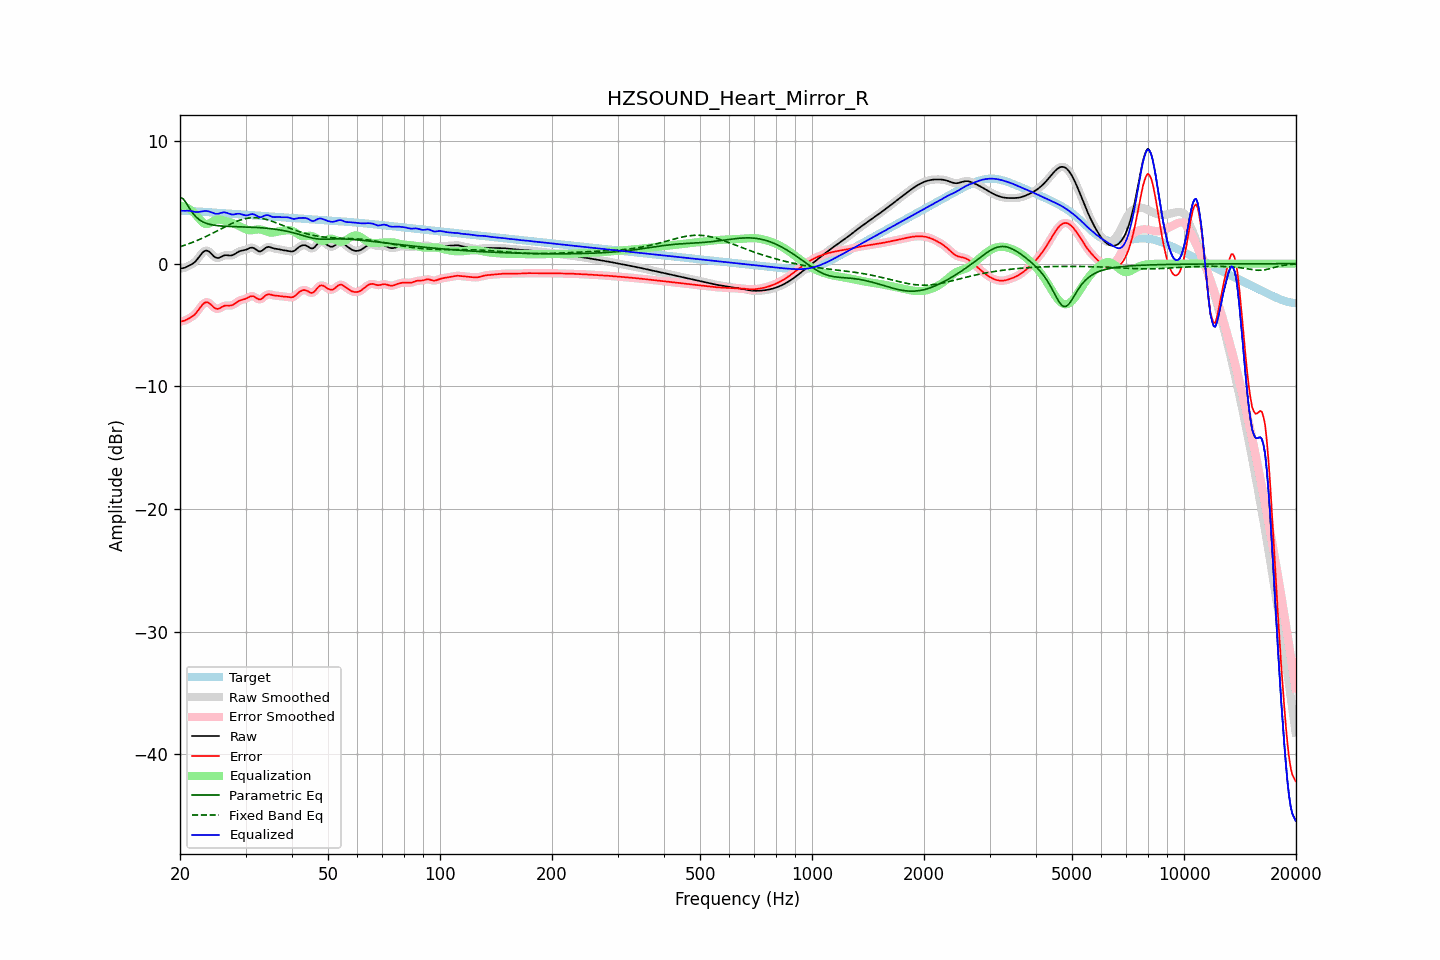 HZSOUND_Heart_Mirror_R
10
0
−10
−20
−30
−40
Amplitude (dBr)
Target
Raw Smoothed
Error Smoothed
Raw
Error
Equalization
Parametric Eq
Fixed Band Eq
Equalized
20
50
100
200
500
1000
2000
5000
10000
20000
Frequency (Hz)